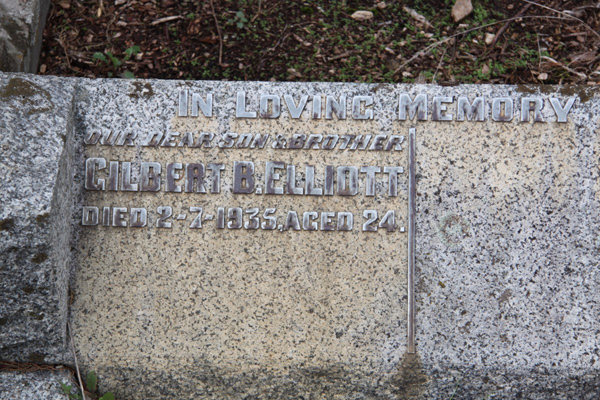 IN LOVING MEMORY
OUR DEAR SON & BROTHER
GILBERT B. ELLIOTT
DIED 2-7-1935, AGED 24.